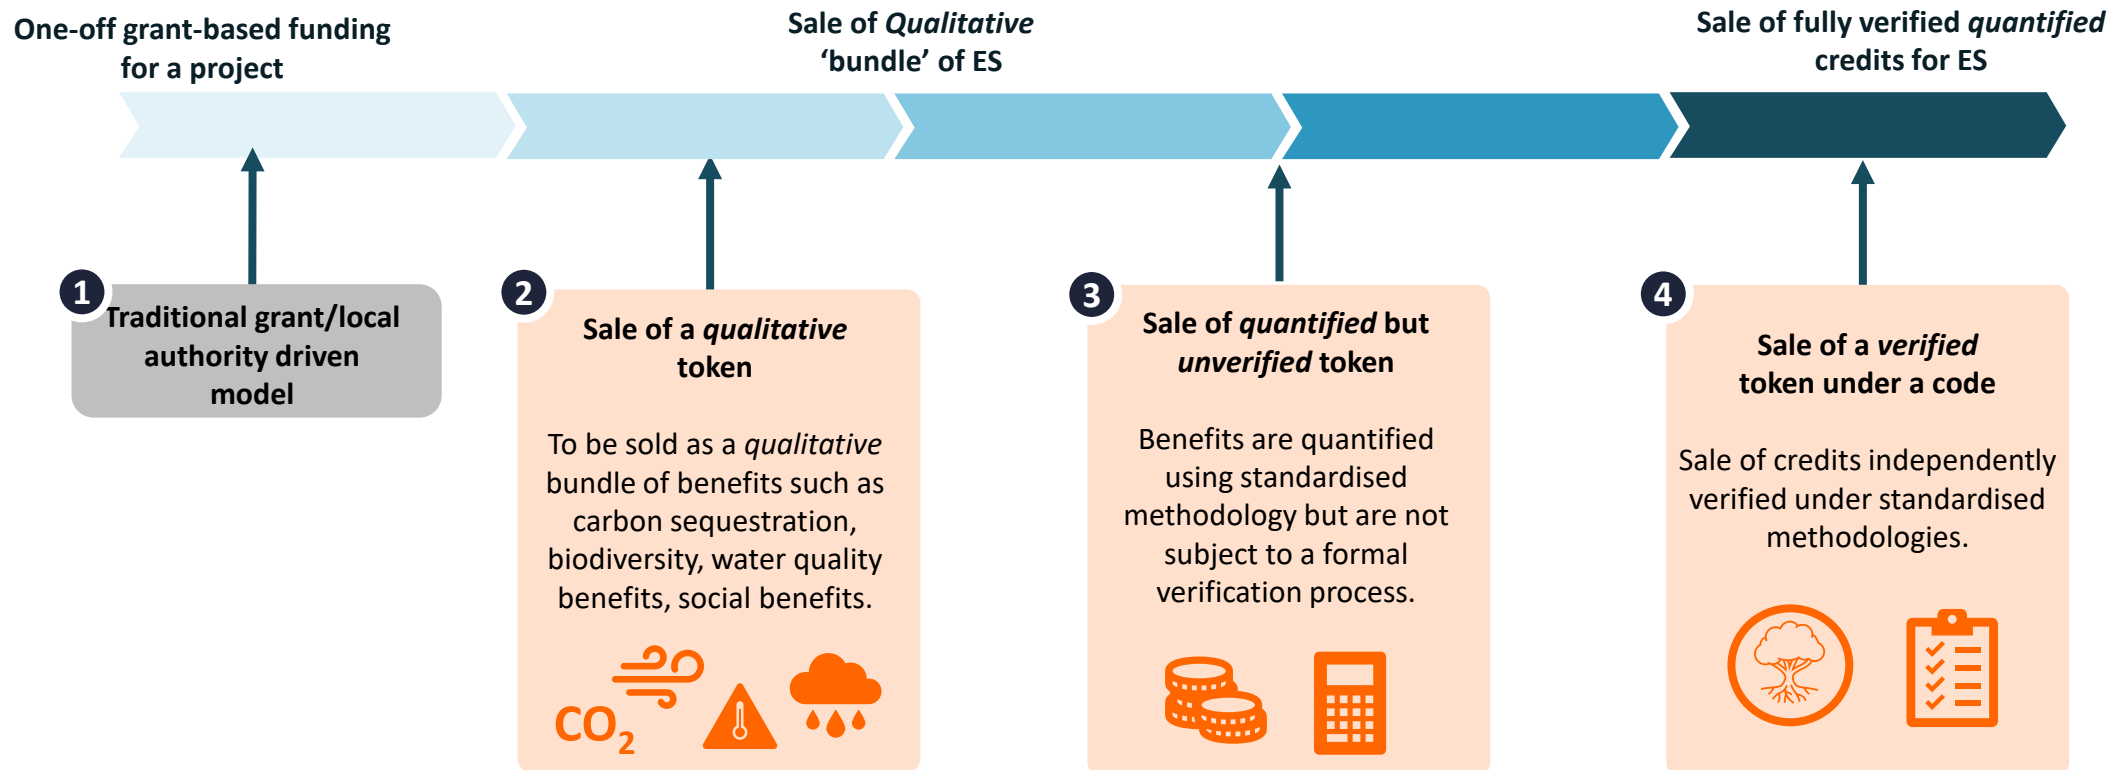 One-off grant-based funding
for a project
Sale of Qualitative
‘bundle’ of ES
Sale of fully verified quantified
credits for ES
1
Traditional grant/local
authority driven
model
2
Sale of a qualitative
token
To be sold as a qualitative
bundle of benefits such as
carbon sequestration,
biodiversity, water quality
benefits, social benefits.
CO2
3
Sale of quantified but
unverified token
Benefits are quantified
using standardised
methodology but are not
subject to a formal
verification process.
4
Sale of a verified
token under a code
Sale of credits independently
verified under standardised
methodologies.